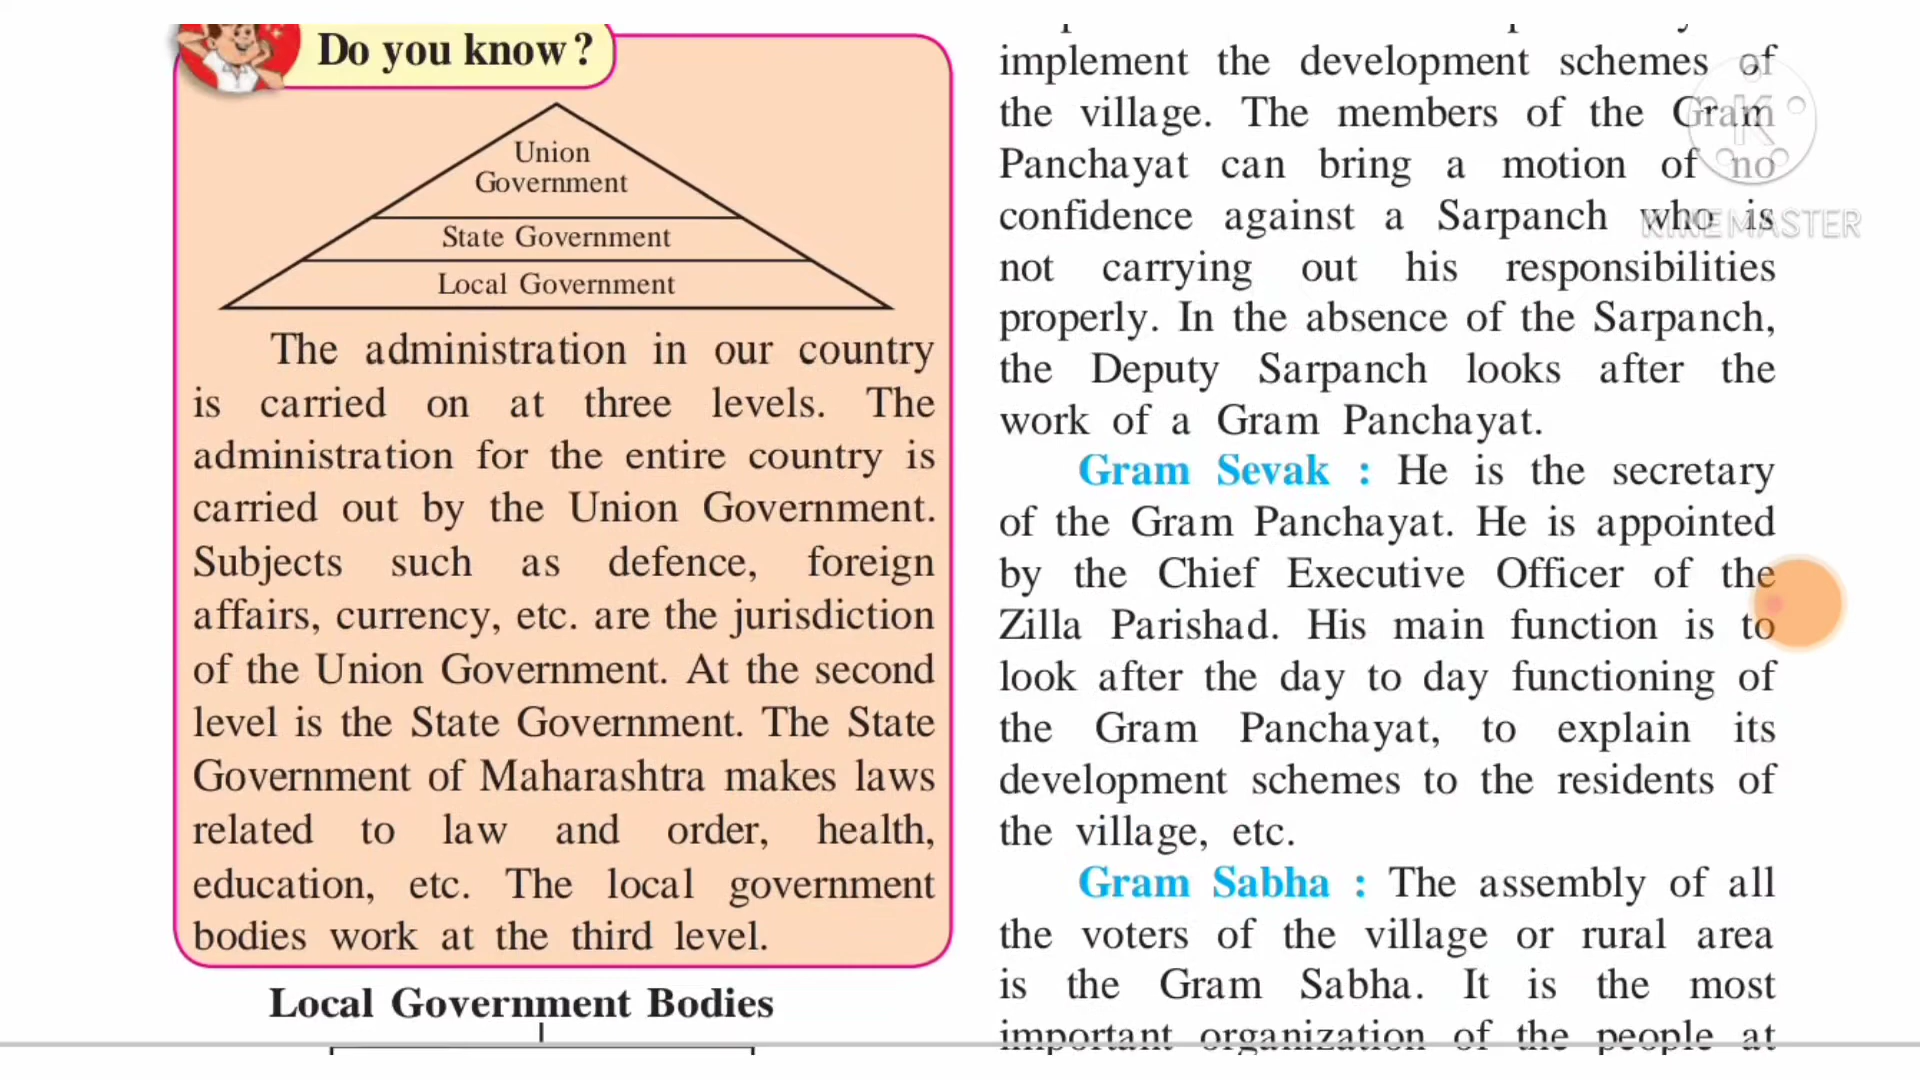 Do you know?
Union
Government
State Government
Local Government
The administration in our country
is carried on at three levels. The
administration for the entire country is
carried out by the Union Government.
Subjects such as defence, foreign
affairs, currency, etc. are the jurisdiction
of the Union Government. At the second
level is the State Government. The State
Government of Maharashtra makes laws
related to law and order, health,
education, etc. The local government
bodies work at the third level.
Local Government Bodies
implement the development schemes of
the village. The members of the Gram
Panchayat can bring a motion of no
confidence against a Sarpanch who is
not carrying out his responsibilities
properly. In the absence of the Sarpanch,
the Deputy Sarpanch looks after the
work of a Gram Panchayat.
Gram Sevak : He is the secretary
of the Gram Panchayat. He is appointed
by the Chief Executive Officer of the
Zilla Parishad. His main function is to
look after the day to day functioning of
the Gram Panchayat, to explain its
development schemes to the residents of
the village, etc.
Gram Sabha : The assembly of all
the voters of the village or rural area
is the Gram Sabha. It is the most
important organization of the people at
K
KINEMASTER